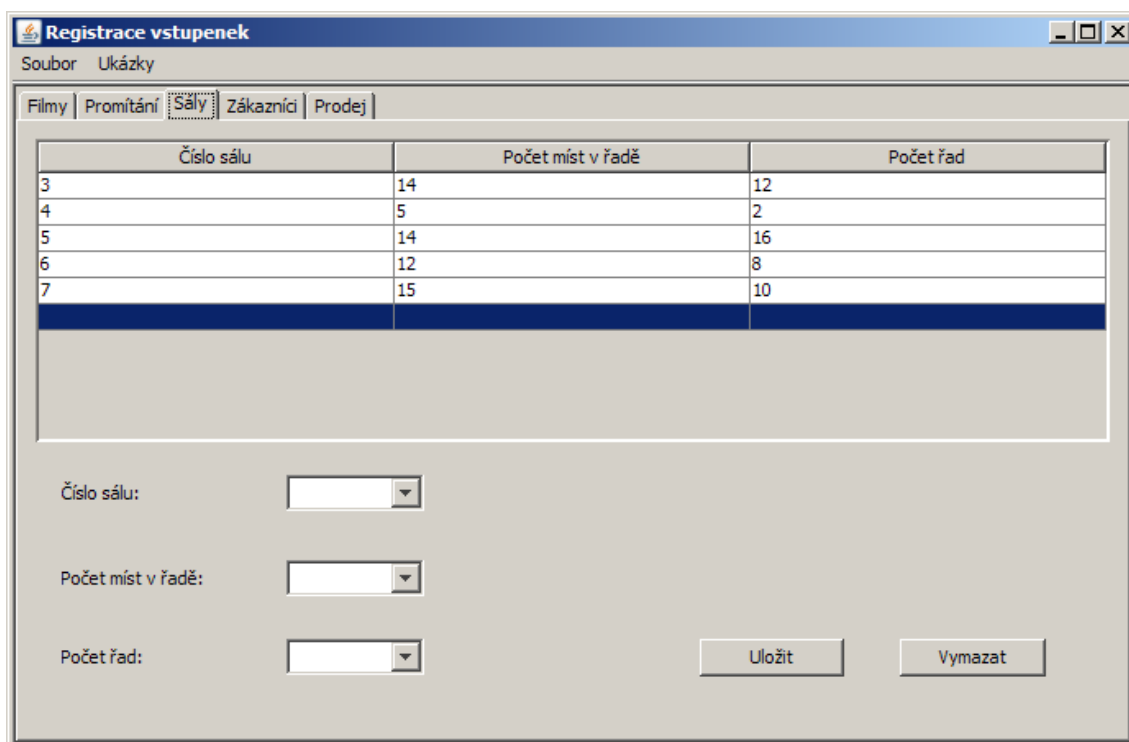 Registrace vstupenek
Soubor Ukázky
Filmy Promítání Sály Zákazníci Prodej
Číslo sálu Počet míst v řadě Počet řad
3 14 12
4 5 2
5 14 16
6 12 8
7 15 10
Číslo sálu:
Počet míst v řadě:
Počet řad: Uložit Vymazat